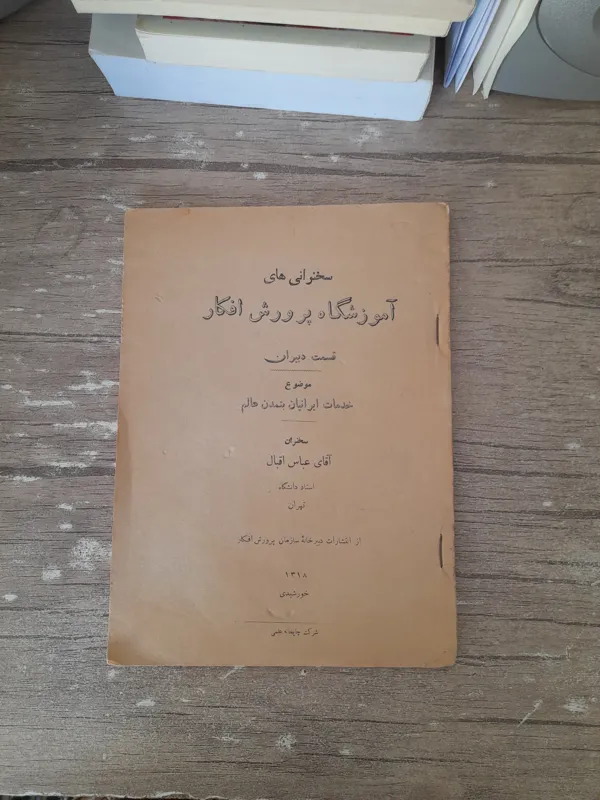 سخنرانی های
آموزشگاه پرورش افکار
قسمت دبیران
موضوع
خدمات ایرانیان بتمدن عالم
سخنران
آقای عباس اقبال
استاد دانشگاه
تهران
از انتشارات دبیرخانهٔ سازمان پرورش افکار
۱۳۱۸
خورشیدی
شرکت چاپخانه علمی